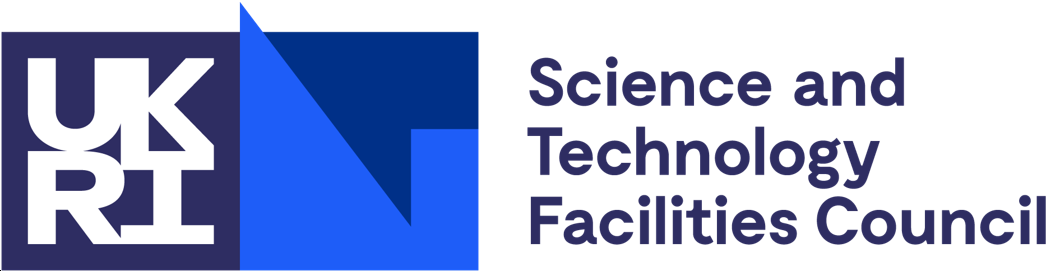 UK
RI
Science and
Technology
Facilities Council